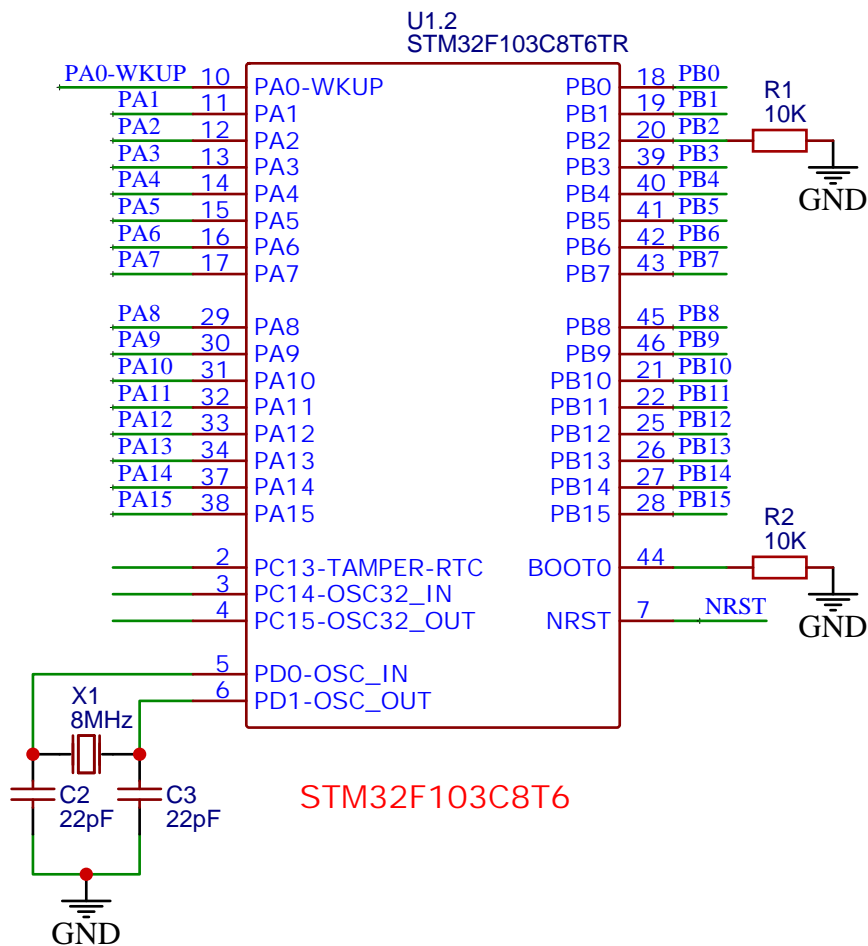 U1.2
STM32F103C8T6TR
PA0-WKUP 10 PA0-WKUP PB0 18 PB0
PA1 11 PA1 PB1 19 PB1
PA2 12 PA2 PB2 20 PB2
PA3 13 PA3 PB3 39 PB3
PA4 14 PA4 PB4 40 PB4
PA5 15 PA5 PB5 41 PB5
PA6 16 PA6 PB6 42 PB6
PA7 17 PA7 PB7 43 PB7
R1
10K
GND
PA8 29 PA8 PB8 45 PB8
PA9 30 PA9 PB9 46 PB9
PA10 31 PA10 PB10 21 PB10
PA11 32 PA11 PB11 22 PB11
PA12 33 PA12 PB12 25 PB12
PA13 34 PA13 PB13 26 PB13
PA14 37 PA14 PB14 27 PB14
PA15 38 PA15 PB15 28 PB15
R2
10K
GND
2 PC13-TAMPER-RTC BOOT0 44
3 PC14-OSC32_IN
4 PC15-OSC32_OUT NRST 7 NRST
5 PD0-OSC_IN
6 PD1-OSC_OUT
X1
8MHz
C2
22pF
C3
22pF
GND
STM32F103C8T6